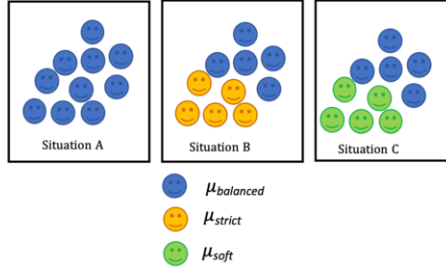 Situation A
Situation B
Situation C
μbalanced
μstrict
μsoft